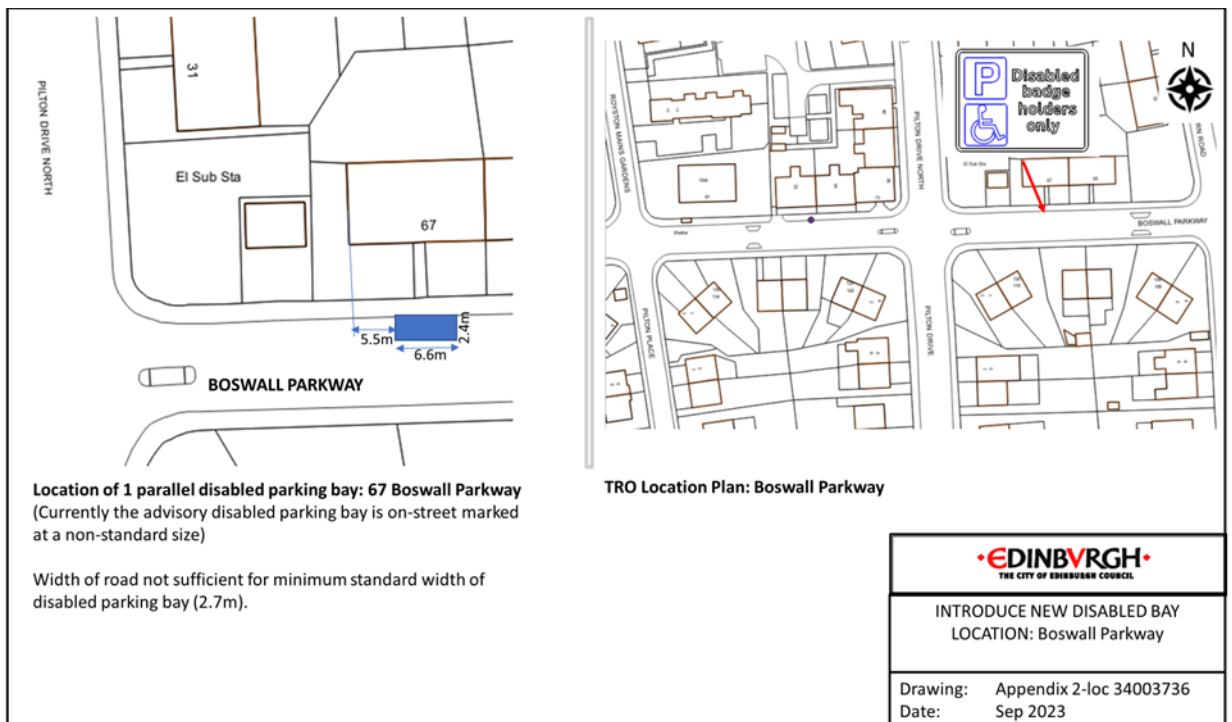 31
PILTON DRIVE NORTH
El Sub Sta
67
5.5m
6.6m
2.4m
BOSWALL PARKWAY
Location of 1 parallel disabled parking bay: 67 Boswall Parkway
(Currently the advisory disabled parking bay is on-street marked
at a non-standard size)
Width of road not sufficient for minimum standard width of
disabled parking bay (2.7m).
P
Disabled
badge
holders
only
N
ROYSTON MAINS GARDENS
PILTON DRIVE NORTH
RN ROAD
El Sub Sta
67
Club
BOSWALL PARKWAY
PILTON PLACE
PILTON DRIVE
TRO Location Plan: Boswall Parkway
•EDINBVRGH•
THE CITY OF EDINBURGH COUNCIL
INTRODUCE NEW DISABLED BAY
LOCATION: Boswall Parkway
Drawing: Appendix 2-loc 34003736
Date: Sep 2023